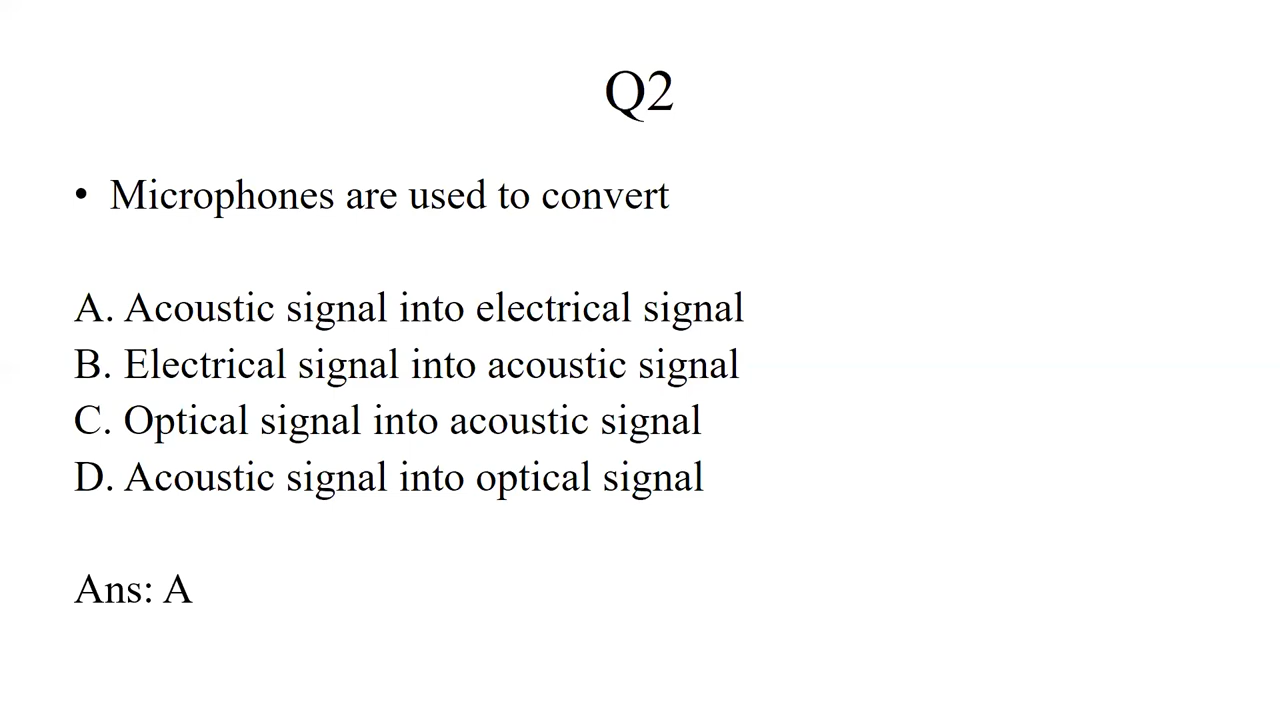 Q2
• Microphones are used to convert
A. Acoustic signal into electrical signal
B. Electrical signal into acoustic signal
C. Optical signal into acoustic signal
D. Acoustic signal into optical signal
Ans: A